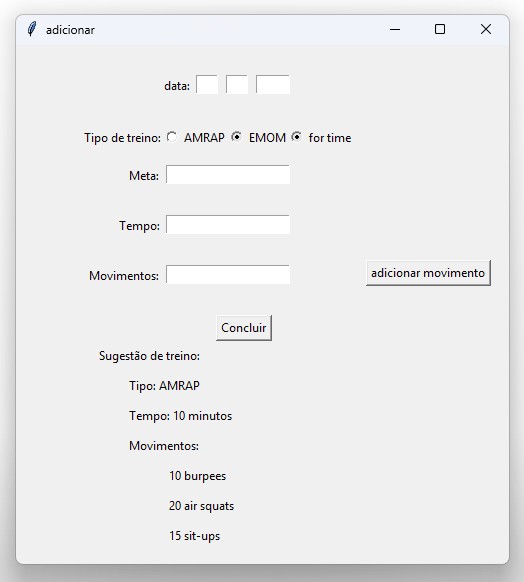 adicionar
data:
Tipo de treino: AMRAP EMOM for time
Meta:
Tempo:
Movimentos: adicionar movimento
Concluir
Sugestão de treino:
Tipo: AMRAP
Tempo: 10 minutos
Movimentos:
10 burpees
20 air squats
15 sit-ups